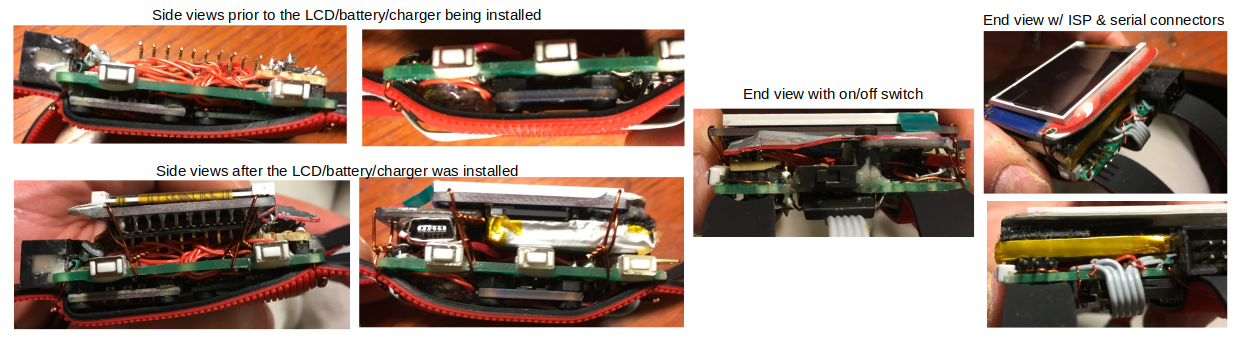 Side views prior to the LCD/battery/charger being installed
End view w/ ISP & serial connectors
End view with on/off switch
Side views after the LCD/battery/charger was installed